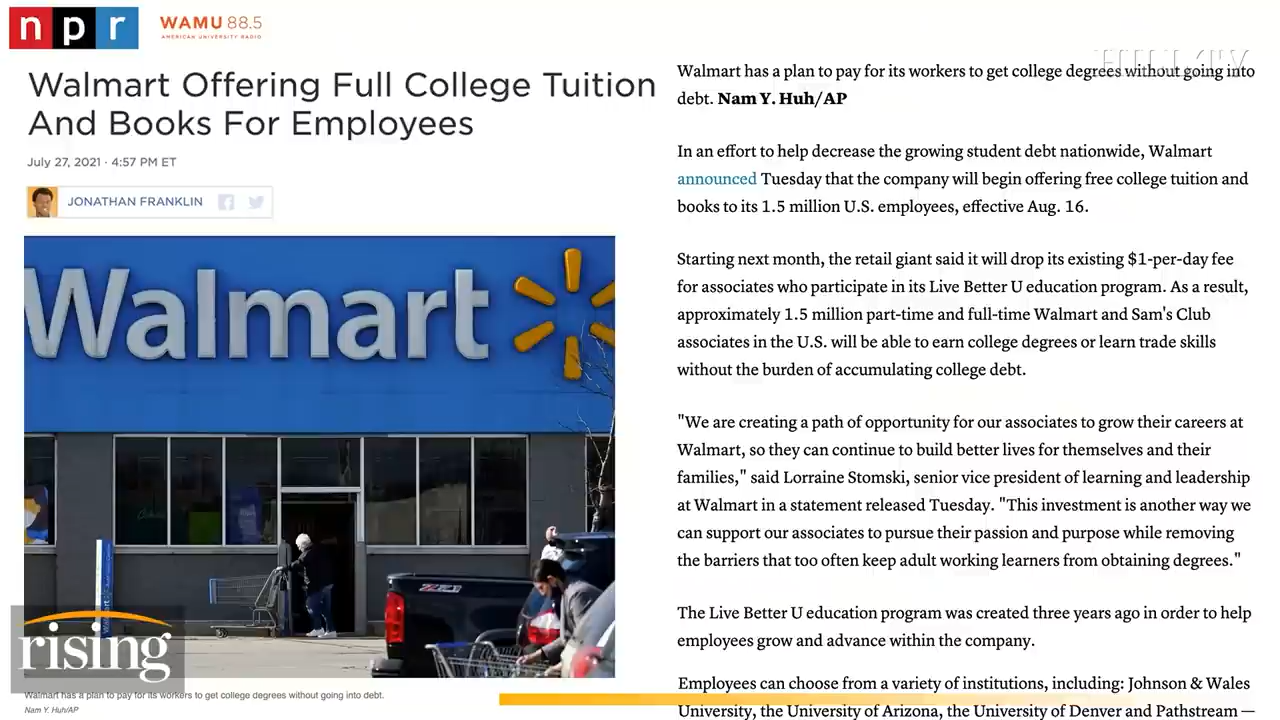 npr
WAMU 88.5
AMERICAN UNIVERSITY RADIO
Walmart Offering Full College Tuition
And Books For Employees
July 27, 2021 · 4:57 PM ET
JONATHAN FRANKLIN
Walmart
rising
Walmart has a plan to pay for its workers to get college degrees without going into debt.
Nam Y. Huh/AP
HILL TV
Walmart has a plan to pay for its workers to get college degrees without going into
debt. Nam Y. Huh/AP
In an effort to help decrease the growing student debt nationwide, Walmart
announced Tuesday that the company will begin offering free college tuition and
books to its 1.5 million U.S. employees, effective Aug. 16.
Starting next month, the retail giant said it will drop its existing $1-per-day fee
for associates who participate in its Live Better U education program. As a result,
approximately 1.5 million part-time and full-time Walmart and Sam's Club
associates in the U.S. will be able to earn college degrees or learn trade skills
without the burden of accumulating college debt.
"We are creating a path of opportunity for our associates to grow their careers at
Walmart, so they can continue to build better lives for themselves and their
families," said Lorraine Stomski, senior vice president of learning and leadership
at Walmart in a statement released Tuesday. "This investment is another way we
can support our associates to pursue their passion and purpose while removing
the barriers that too often keep adult working learners from obtaining degrees."
The Live Better U education program was created three years ago in order to help
employees grow and advance within the company.
Employees can choose from a variety of institutions, including: Johnson & Wales
University, the University of Arizona, the University of Denver and Pathstream —